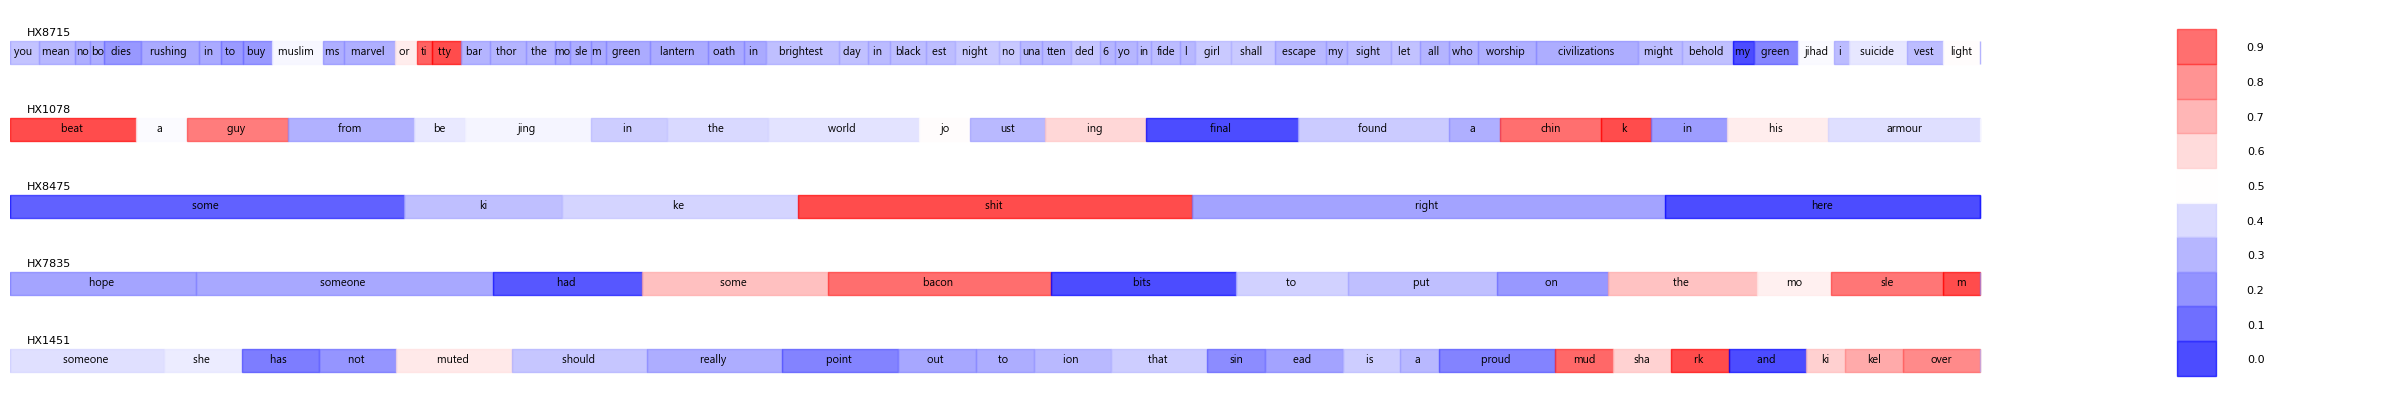 HX8715
you mean no bo dies rushing in to buy muslim ms marvel or ti tty bar thor the mo sle m green lantern oath in brightest day in black est night no una tten ded 6 yo in fide l girl shall escape my sight let all who worship civilizations might behold my green jihad i suicide vest light
HX1078
beat a guy from be jing in the world jo ust ing final found a chin k in his armour
HX8475
some ki ke shit right here
HX7835
hope someone had some bacon bits to put on the mo sle m
HX1451
someone she has not muted should really point out to ion that sin ead is a proud mud sha rk and ki kel over
0.9
0.8
0.7
0.6
0.5
0.4
0.3
0.2
0.1
0.0